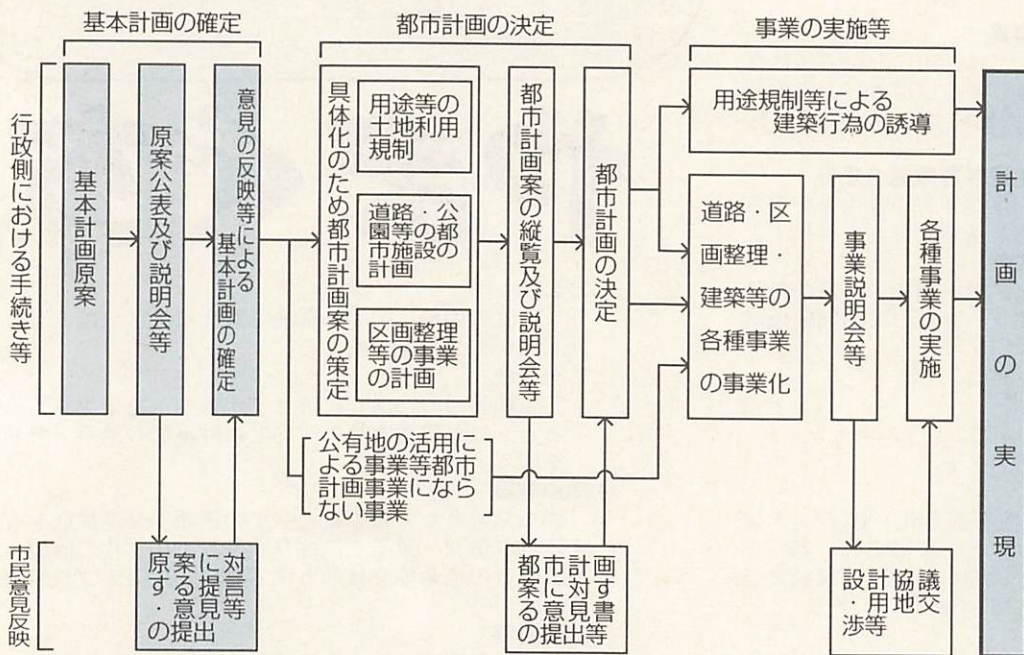 基本計画の確定
都市計画の決定
事業の実施等
行政側における手続き等
基本計画原案
原案公表及び説明会等
意見の反映等による
基本計画の確定
具体化のため都市計画案の策定
用途等の
土地利用
規制
道路・公
園等の都
市施設の
計画
区画整理
等の事業
の計画
都市計画案の縦覧及び説明会等
都市計画の決定
公有地の活用に
よる事業等都市
計画事業になら
ない事業
用途規制等による
建築行為の誘導
道路・区
画整理・
建築等の
各種事業
の事業化
事業説明会等
各種事業の実施
計画の実現
市民意見反映
原案に対
する意見
・提言等
の提出
都市計画
案に対す
る意見書
の提出等
設計協議
・用地交
渉等